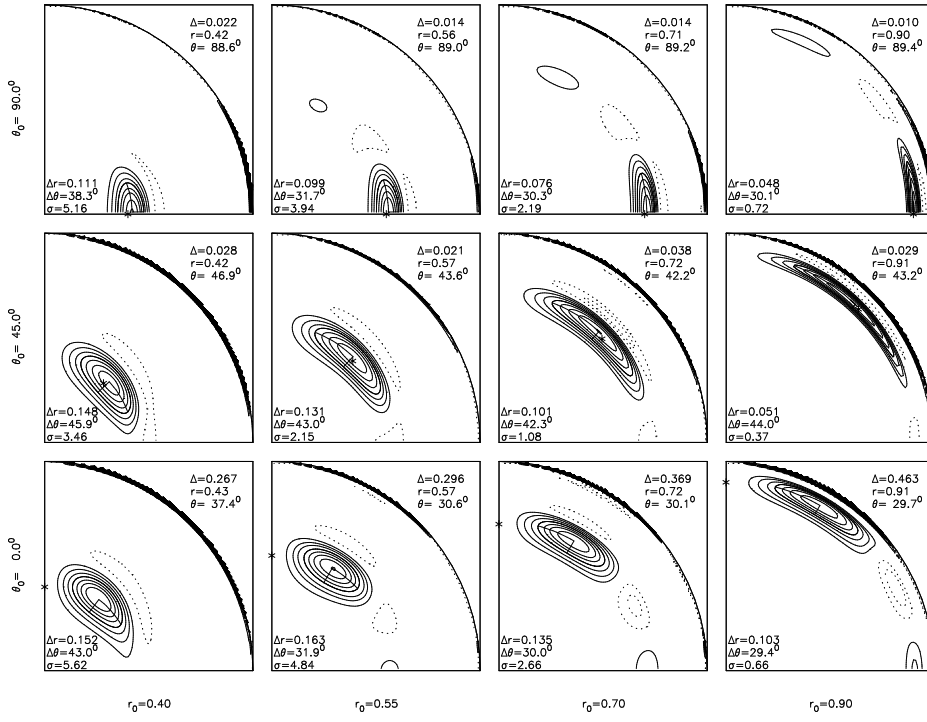 Δ=0.022
r=0.42
θ= 88.6⁰
Δr=0.111
Δθ=38.3⁰
σ=5.16
Δ=0.014
r=0.56
θ= 89.0⁰
Δr=0.099
Δθ=31.7⁰
σ=3.94
Δ=0.014
r=0.71
θ= 89.2⁰
Δr=0.076
Δθ=30.3⁰
σ=2.19
Δ=0.010
r=0.90
θ= 89.4⁰
Δr=0.048
Δθ=30.1⁰
σ=0.72
θ₀= 90.0⁰
Δ=0.028
r=0.42
θ= 46.9⁰
Δr=0.148
Δθ=45.9⁰
σ=3.46
Δ=0.021
r=0.57
θ= 43.6⁰
Δr=0.131
Δθ=43.0⁰
σ=2.15
Δ=0.038
r=0.72
θ= 42.2⁰
Δr=0.101
Δθ=42.3⁰
σ=1.08
Δ=0.029
r=0.91
θ= 43.2⁰
Δr=0.051
Δθ=44.0⁰
σ=0.37
θ₀= 45.0⁰
Δ=0.267
r=0.43
θ= 37.4⁰
Δr=0.152
Δθ=43.0⁰
σ=5.62
Δ=0.296
r=0.57
θ= 30.6⁰
Δr=0.163
Δθ=31.9⁰
σ=4.84
Δ=0.369
r=0.72
θ= 30.1⁰
Δr=0.135
Δθ=30.0⁰
σ=2.66
Δ=0.463
r=0.91
θ= 29.7⁰
Δr=0.103
Δθ=29.4⁰
σ=0.66
θ₀= 0.0⁰
r₀=0.40
r₀=0.55
r₀=0.70
r₀=0.90